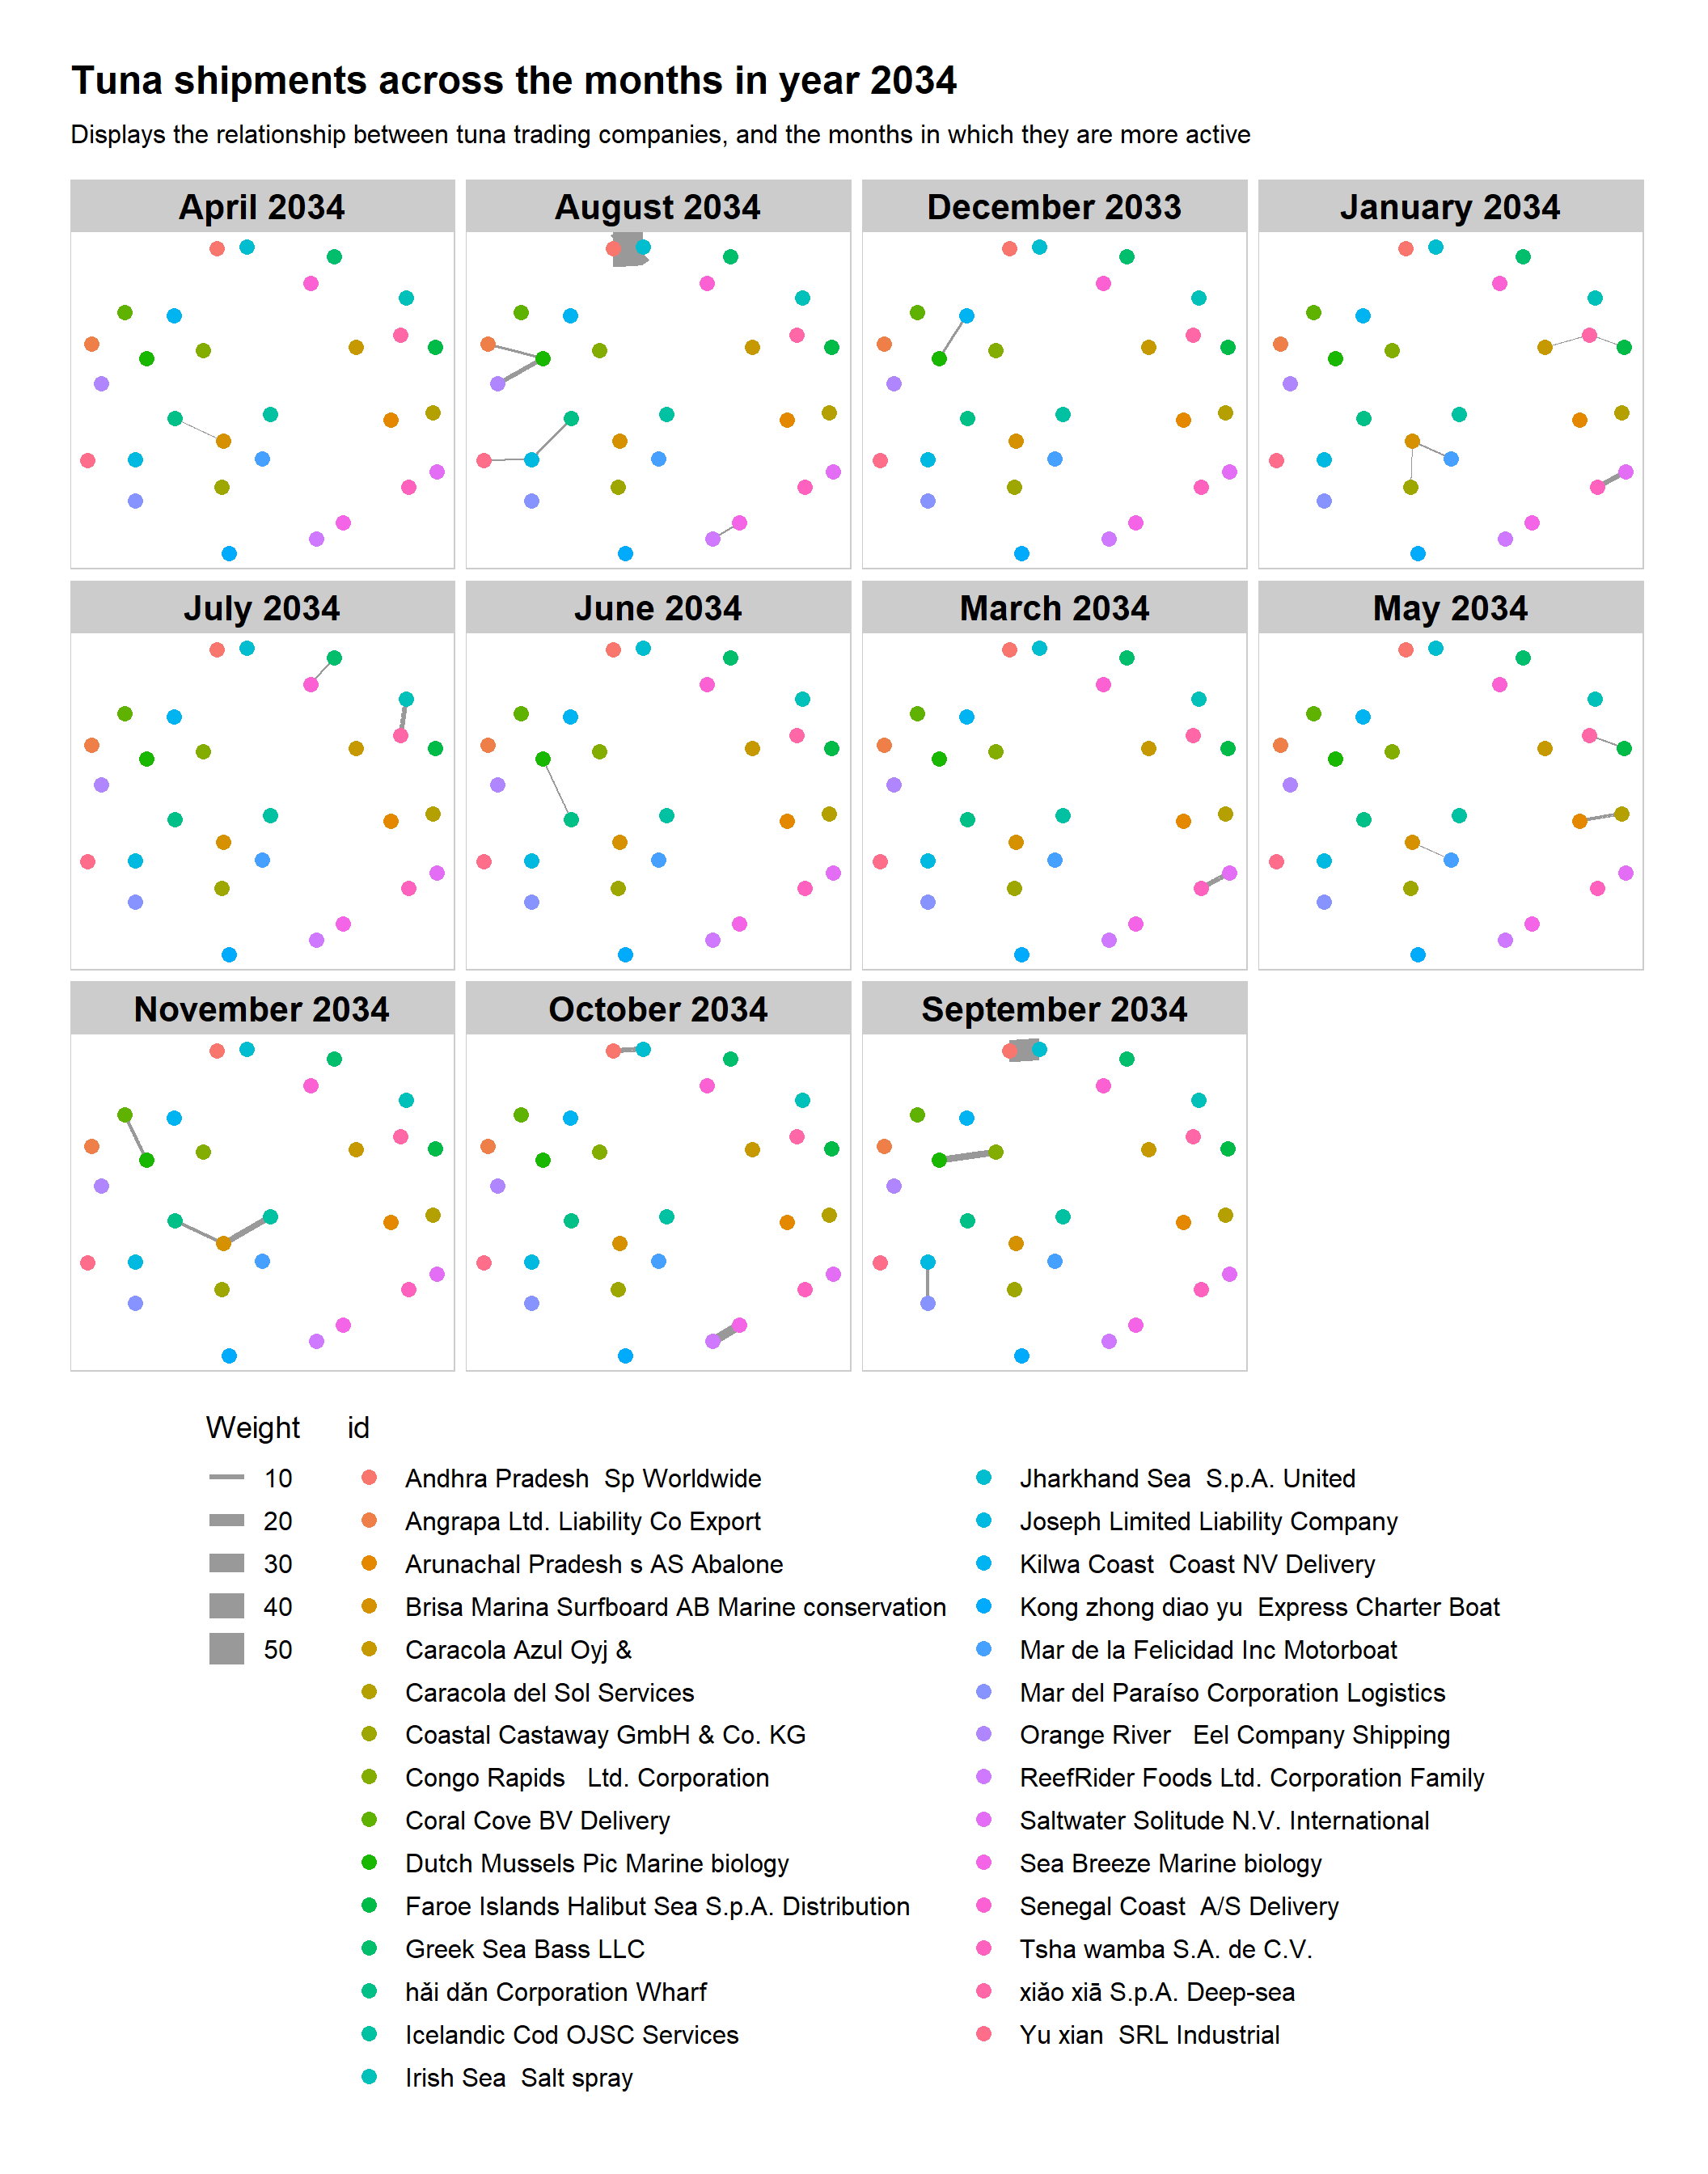 Tuna shipments across the months in year 2034
Displays the relationship between tuna trading companies, and the months in which they are more active
April 2034
August 2034
December 2033
January 2034
July 2034
June 2034
March 2034
May 2034
November 2034
October 2034
September 2034
Weight
10
20
30
40
50
id
Andhra Pradesh  Sp Worldwide
Angrapa Ltd. Liability Co Export
Arunachal Pradesh s AS Abalone
Brisa Marina Surfboard AB Marine conservation
Caracola Azul Oyj &
Caracola del Sol Services
Coastal Castaway GmbH & Co. KG
Congo Rapids   Ltd. Corporation
Coral Cove BV Delivery
Dutch Mussels Pic Marine biology
Faroe Islands Halibut Sea S.p.A. Distribution
Greek Sea Bass LLC
hǎi dǎn Corporation Wharf
Icelandic Cod OJSC Services
Irish Sea  Salt spray
Jharkhand Sea  S.p.A. United
Joseph Limited Liability Company
Kilwa Coast  Coast NV Delivery
Kong zhong diao yu  Express Charter Boat
Mar de la Felicidad Inc Motorboat
Mar del Paraíso Corporation Logistics
Orange River   Eel Company Shipping
ReefRider Foods Ltd. Corporation Family
Saltwater Solitude N.V. International
Sea Breeze Marine biology
Senegal Coast  A/S Delivery
Tsha wamba S.A. de C.V.
xiǎo xiā S.p.A. Deep-sea
Yu xian  SRL Industrial